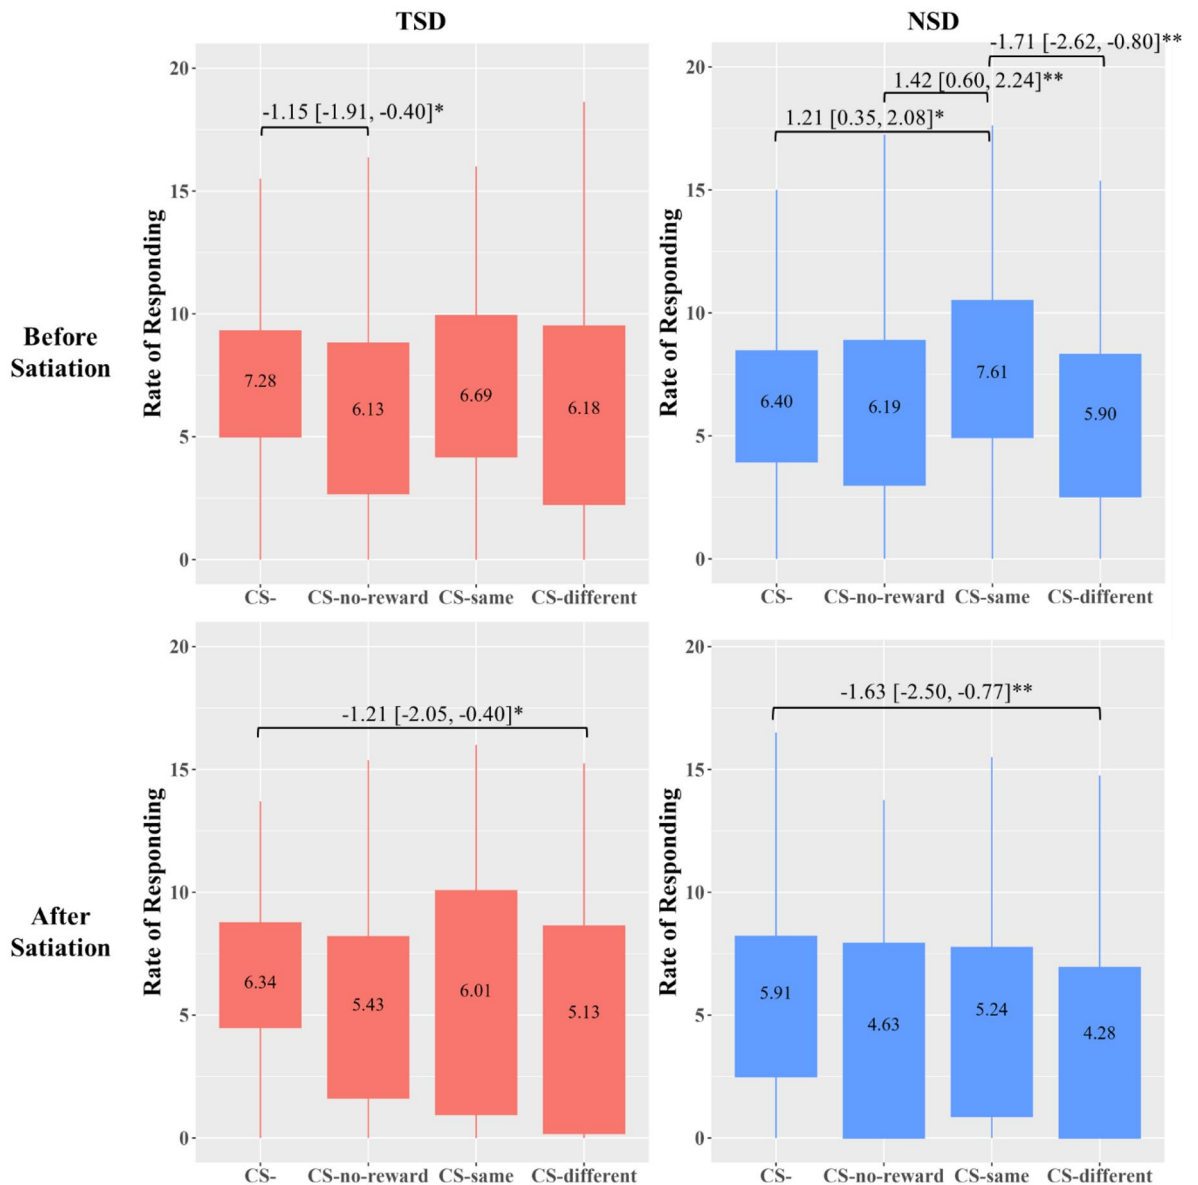 TSD
NSD
Before
Satiation
After
Satiation
Rate of Responding
20
15
10
5
0
-1.15 [-1.91, -0.40]*
7.28
6.13
6.69
6.18
CS-
CS-no-reward
CS-same
CS-different
Rate of Responding
20
15
10
5
0
-1.71 [-2.62, -0.80]**
1.42 [0.60, 2.24]**
1.21 [0.35, 2.08]*
6.40
6.19
7.61
5.90
CS-
CS-no-reward
CS-same
CS-different
Rate of Responding
20
15
10
5
0
-1.21 [-2.05, -0.40]*
6.34
5.43
6.01
5.13
CS-
CS-no-reward
CS-same
CS-different
Rate of Responding
20
15
10
5
0
-1.63 [-2.50, -0.77]**
5.91
4.63
5.24
4.28
CS-
CS-no-reward
CS-same
CS-different